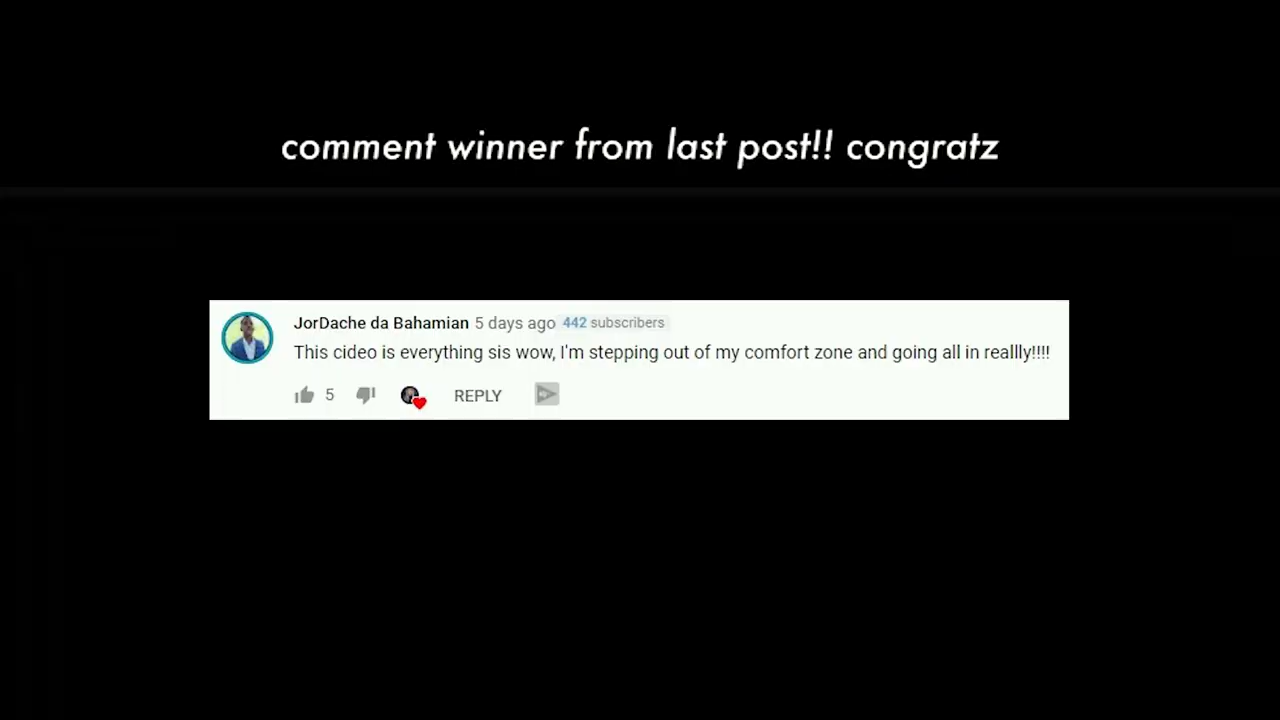 comment winner from last post!! congratz
JorDache da Bahamian 5 days ago 442 subscribers
This cideo is everything sis wow, I'm stepping out of my comfort zone and going all in reallly!!!!
5 REPLY